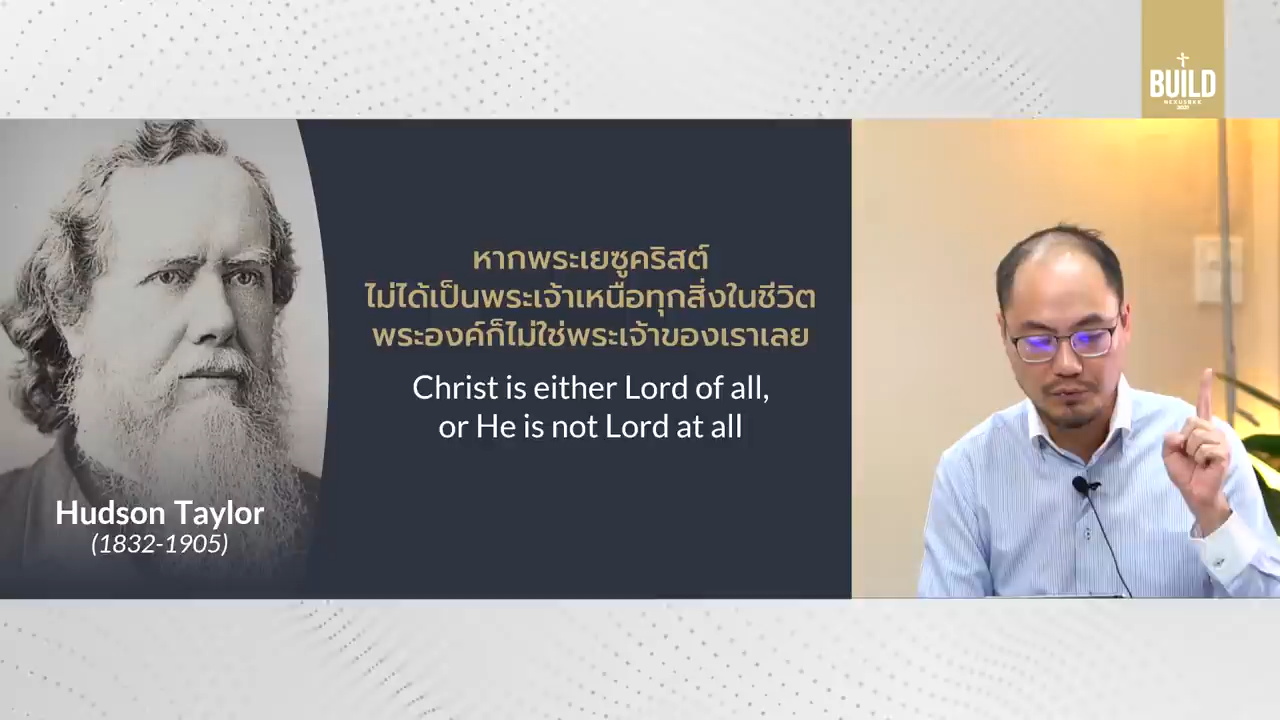 BUILD
NEXUSBKK
2021
หากพระเยซูคริสต์
ไม่ได้เป็นพระเจ้าเหนือทุกสิ่งในชีวิต
พระองค์ก็ไม่ใช่พระเจ้าของเราเลย
Christ is either Lord of all,
or He is not Lord at all
Hudson Taylor
(1832-1905)